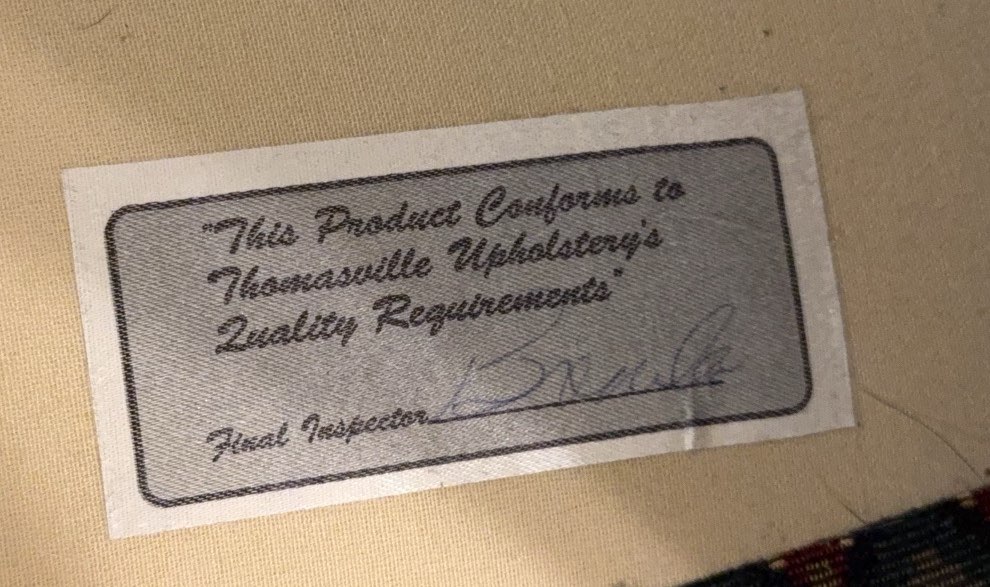 "This Product Conforms to
Thomasville Upholstery's
Quality Requirements"
Final Inspector